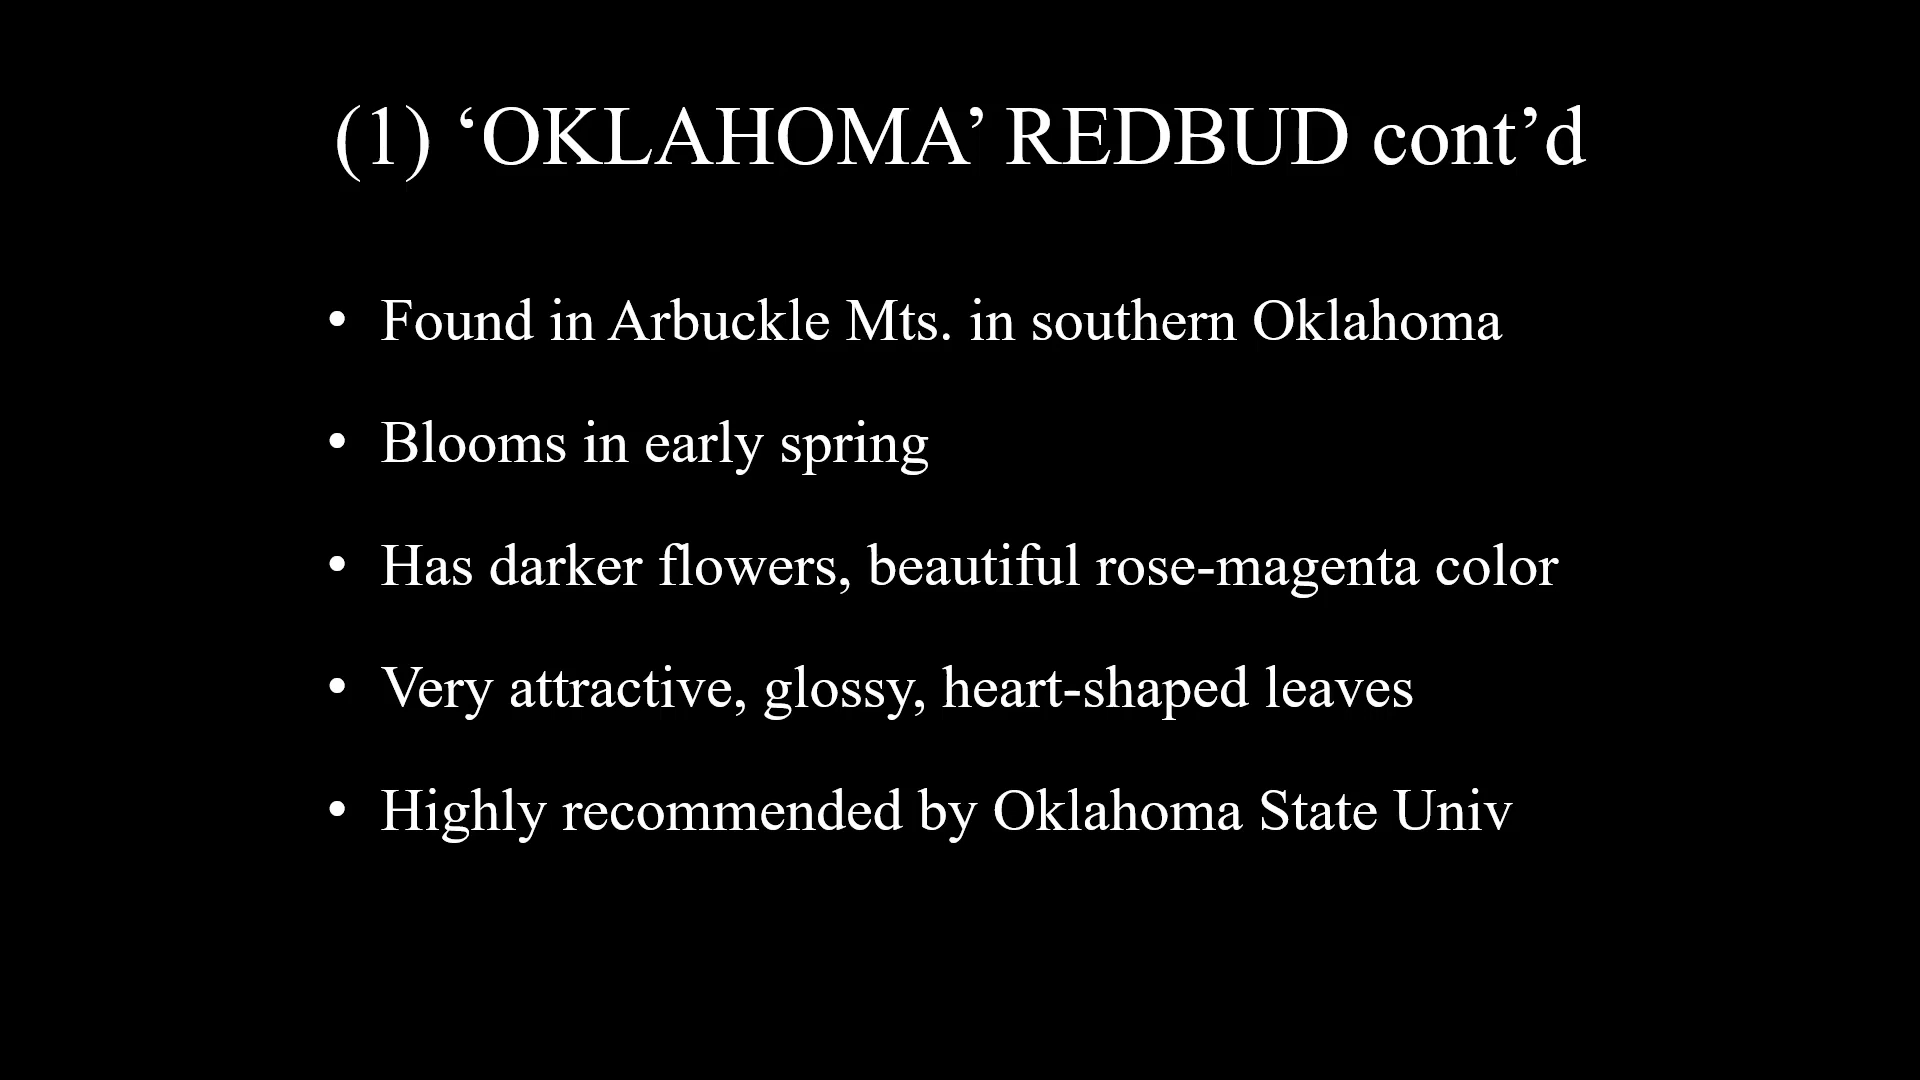 (1) ‘OKLAHOMA’ REDBUD cont’d
• Found in Arbuckle Mts. in southern Oklahoma
• Blooms in early spring
• Has darker flowers, beautiful rose-magenta color
• Very attractive, glossy, heart-shaped leaves
• Highly recommended by Oklahoma State Univ